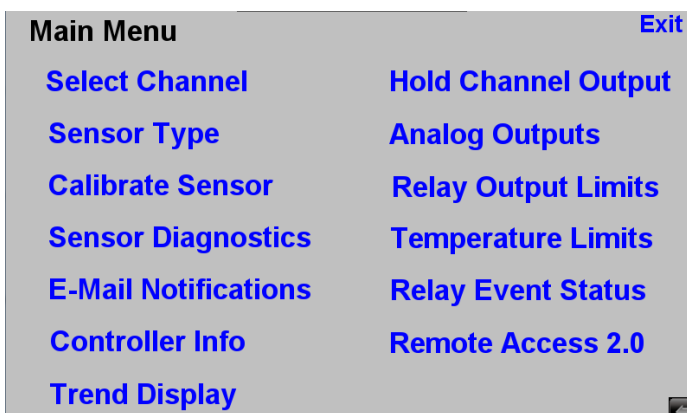 Main Menu
Exit
Select Channel
Hold Channel Output
Sensor Type
Analog Outputs
Calibrate Sensor
Relay Output Limits
Sensor Diagnostics
Temperature Limits
E-Mail Notifications
Relay Event Status
Controller Info
Remote Access 2.0
Trend Display